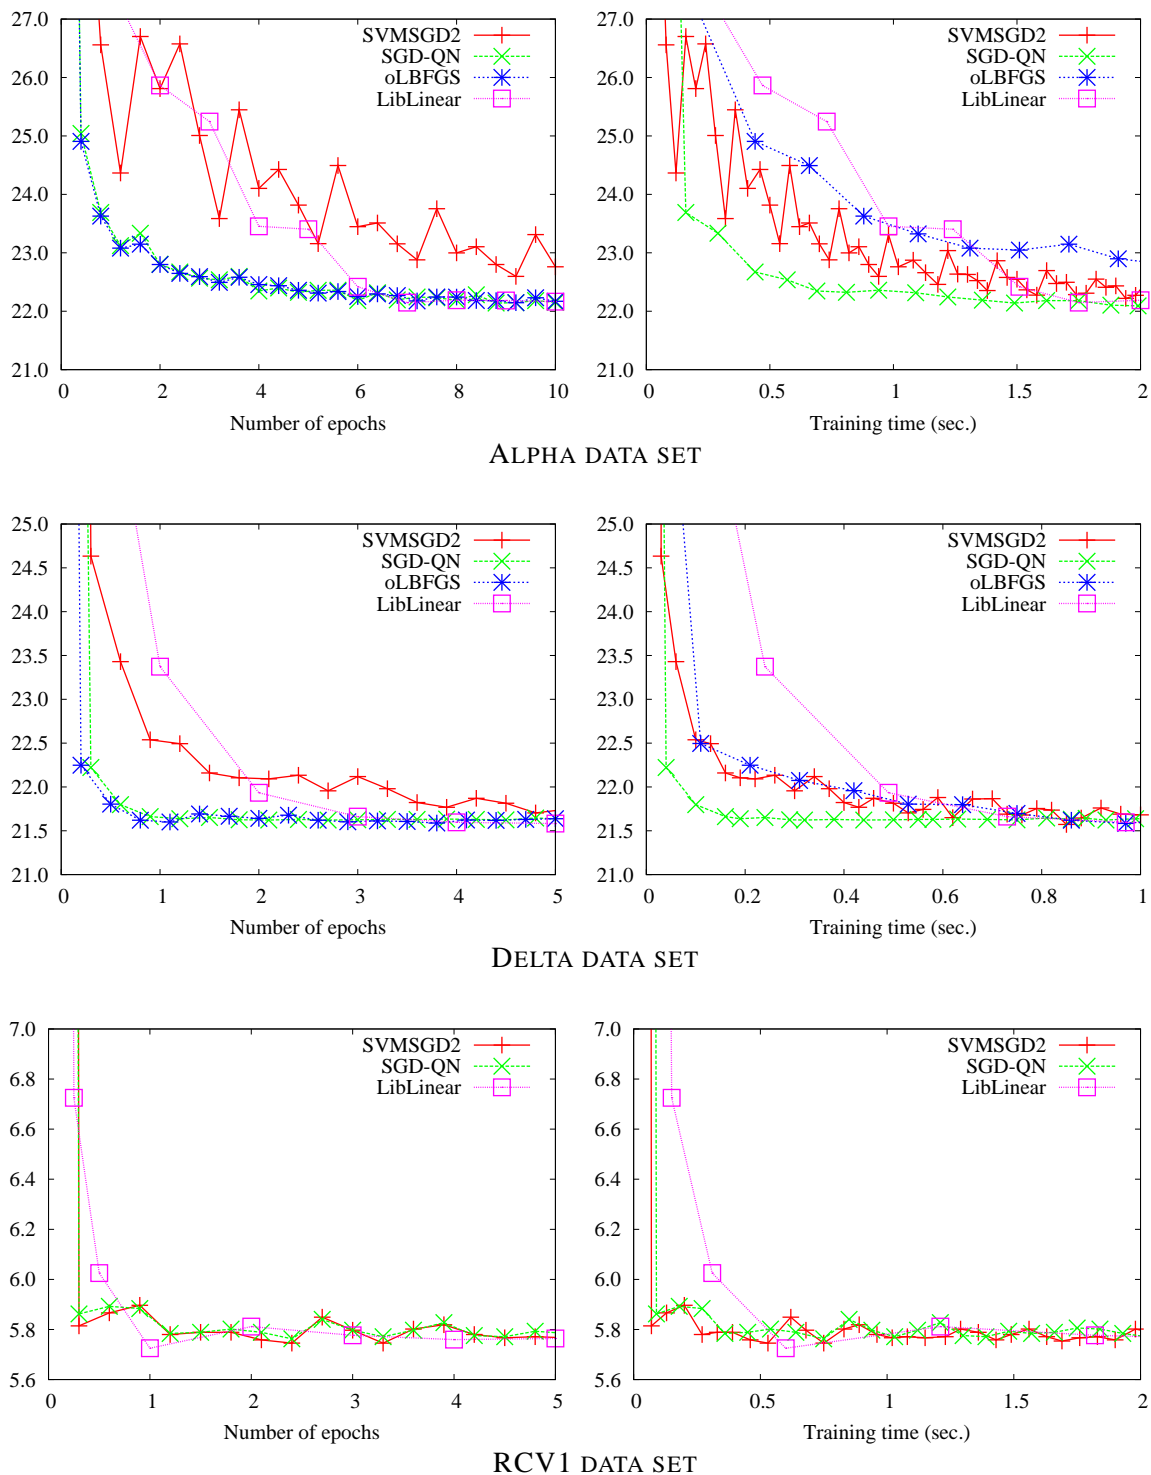 27.0
26.0
25.0
24.0
23.0
22.0
21.0
0 2 4 6 8 10
Number of epochs
SVMSGD2
SGD-QN
oLBFGS
LibLinear
27.0
26.0
25.0
24.0
23.0
22.0
21.0
0 0.5 1 1.5 2
Training time (sec.)
SVMSGD2
SGD-QN
oLBFGS
LibLinear
ALPHA DATA SET
25.0
24.5
24.0
23.5
23.0
22.5
22.0
21.5
21.0
0 1 2 3 4 5
Number of epochs
SVMSGD2
SGD-QN
oLBFGS
LibLinear
25.0
24.5
24.0
23.5
23.0
22.5
22.0
21.5
21.0
0 0.2 0.4 0.6 0.8 1
Training time (sec.)
SVMSGD2
SGD-QN
oLBFGS
LibLinear
DELTA DATA SET
7.0
6.8
6.6
6.4
6.2
6.0
5.8
5.6
0 1 2 3 4 5
Number of epochs
SVMSGD2
SGD-QN
LibLinear
7.0
6.8
6.6
6.4
6.2
6.0
5.8
5.6
0 0.5 1 1.5 2
Training time (sec.)
SVMSGD2
SGD-QN
LibLinear
RCV1 DATA SET